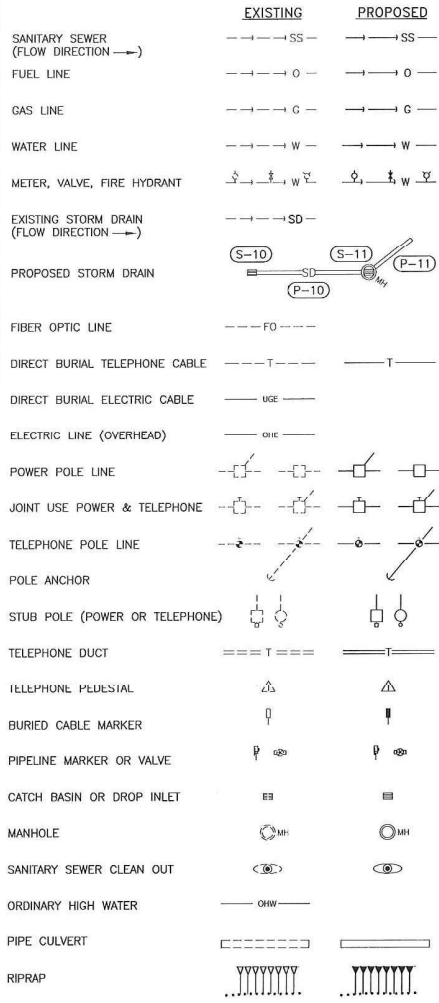 EXISTING PROPOSED
SANITARY SEWER SS SS
(FLOW DIRECTION)
FUEL LINE O O
GAS LINE G G
WATER LINE W W
METER, VALVE, FIRE HYDRANT W W
EXISTING STORM DRAIN SD
(FLOW DIRECTION)
S-10 S-11
PROPOSED STORM DRAIN SD P-11
MH
P-10
FIBER OPTIC LINE FO
DIRECT BURIAL TELEPHONE CABLE T T
DIRECT BURIAL ELECTRIC CABLE UGE
ELECTRIC LINE (OVERHEAD) OHE
POWER POLE LINE
JOINT USE POWER & TELEPHONE
TELEPHONE POLE LINE
POLE ANCHOR
STUB POLE (POWER OR TELEPHONE)
TELEPHONE DUCT T T
TELEPHONE PEDESTAL
BURIED CABLE MARKER
PIPELINE MARKER OR VALVE
CATCH BASIN OR DROP INLET
MANHOLE MH MH
SANITARY SEWER CLEAN OUT
ORDINARY HIGH WATER OHW
PIPE CULVERT
RIPRAP